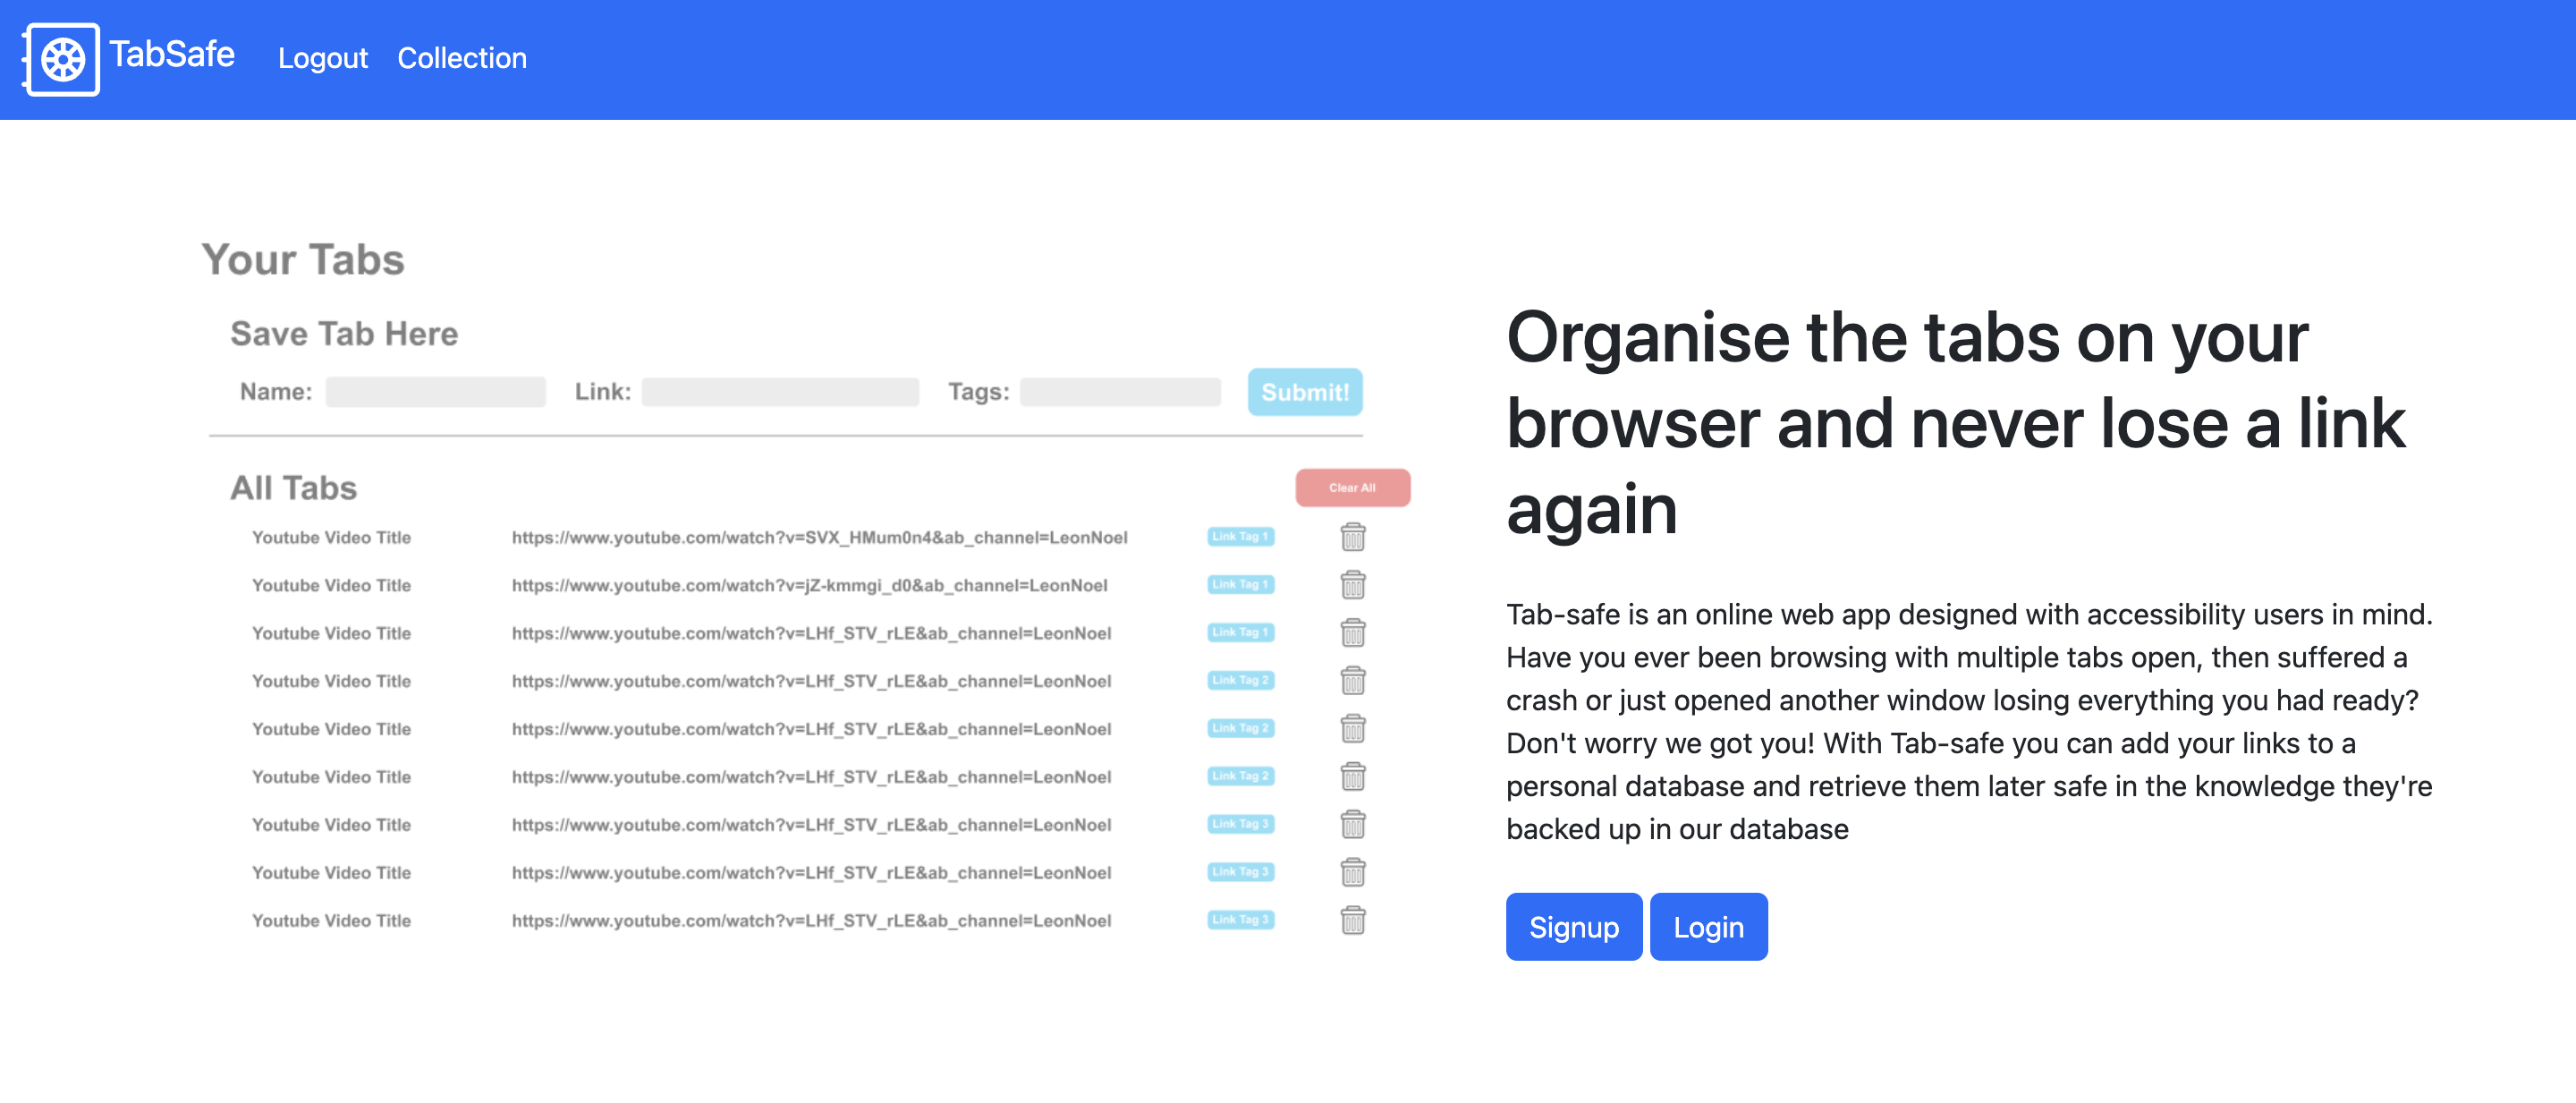 TabSafe Logout Collection
Your Tabs
Save Tab Here
Name: Link: Tags: Submit!
All Tabs Clear All
Youtube Video Title https://www.youtube.com/watch?v=SVX_HMum0n4&ab_channel=LeonNoel Link Tag 1
Youtube Video Title https://www.youtube.com/watch?v=jZ-kmmgi_d0&ab_channel=LeonNoel Link Tag 1
Youtube Video Title https://www.youtube.com/watch?v=LHf_STV_rLE&ab_channel=LeonNoel Link Tag 1
Youtube Video Title https://www.youtube.com/watch?v=LHf_STV_rLE&ab_channel=LeonNoel Link Tag 2
Youtube Video Title https://www.youtube.com/watch?v=LHf_STV_rLE&ab_channel=LeonNoel Link Tag 2
Youtube Video Title https://www.youtube.com/watch?v=LHf_STV_rLE&ab_channel=LeonNoel Link Tag 2
Youtube Video Title https://www.youtube.com/watch?v=LHf_STV_rLE&ab_channel=LeonNoel Link Tag 3
Youtube Video Title https://www.youtube.com/watch?v=LHf_STV_rLE&ab_channel=LeonNoel Link Tag 3
Youtube Video Title https://www.youtube.com/watch?v=LHf_STV_rLE&ab_channel=LeonNoel Link Tag 3
Organise the tabs on your
browser and never lose a link
again
Tab-safe is an online web app designed with accessibility users in mind.
Have you ever been browsing with multiple tabs open, then suffered a
crash or just opened another window losing everything you had ready?
Don't worry we got you! With Tab-safe you can add your links to a
personal database and retrieve them later safe in the knowledge they're
backed up in our database
Signup Login